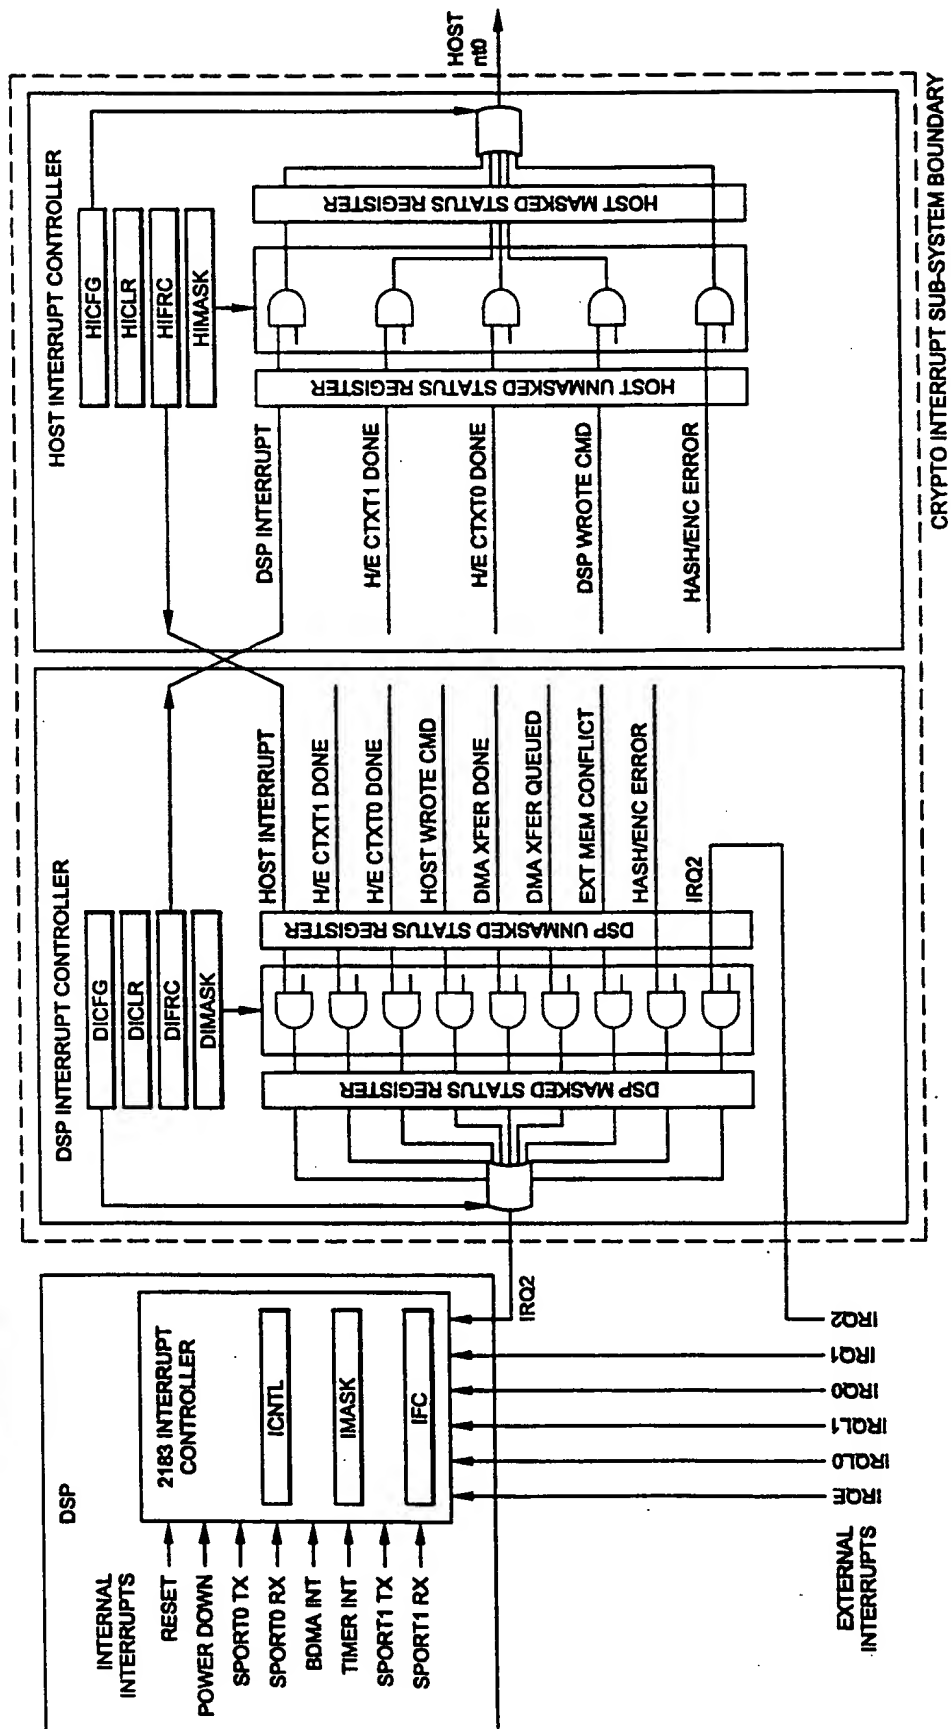 DSP
INTERNAL
INTERRUPTS
RESET
POWER DOWN
SPORT0 TX
SPORT0 RX
BDMA INT
TIMER INT
SPORT1 TX
SPORT1 RX
2183 INTERRUPT
CONTROLLER
ICNTL
IMASK
IFC
IRQ2
EXTERNAL
INTERRUPTS
IRQE
IRQL0
IRQL1
IRQ0
IRQ1
IRQ2
DSP INTERRUPT CONTROLLER
DICFG
DICLR
DIFRC
DIMASK
DSP MASKED STATUS REGISTER
DSP UNMASKED STATUS REGISTER
HOST INTERRUPT
H/E CTXT1 DONE
H/E CTXT0 DONE
HOST WROTE CMD
DMA XFER DONE
DMA XFER QUEUED
EXT MEM CONFLICT
HASH/ENC ERROR
IRQ2
HOST INTERRUPT CONTROLLER
HICFG
HICLR
HIFRC
HIMASK
DSP INTERRUPT
H/E CTXT1 DONE
H/E CTXT0 DONE
DSP WROTE CMD
HASH/ENC ERROR
HOST UNMASKED STATUS REGISTER
HOST MASKED STATUS REGISTER
HOST
nt0
CRYPTO INTERRUPT SUB-SYSTEM BOUNDARY